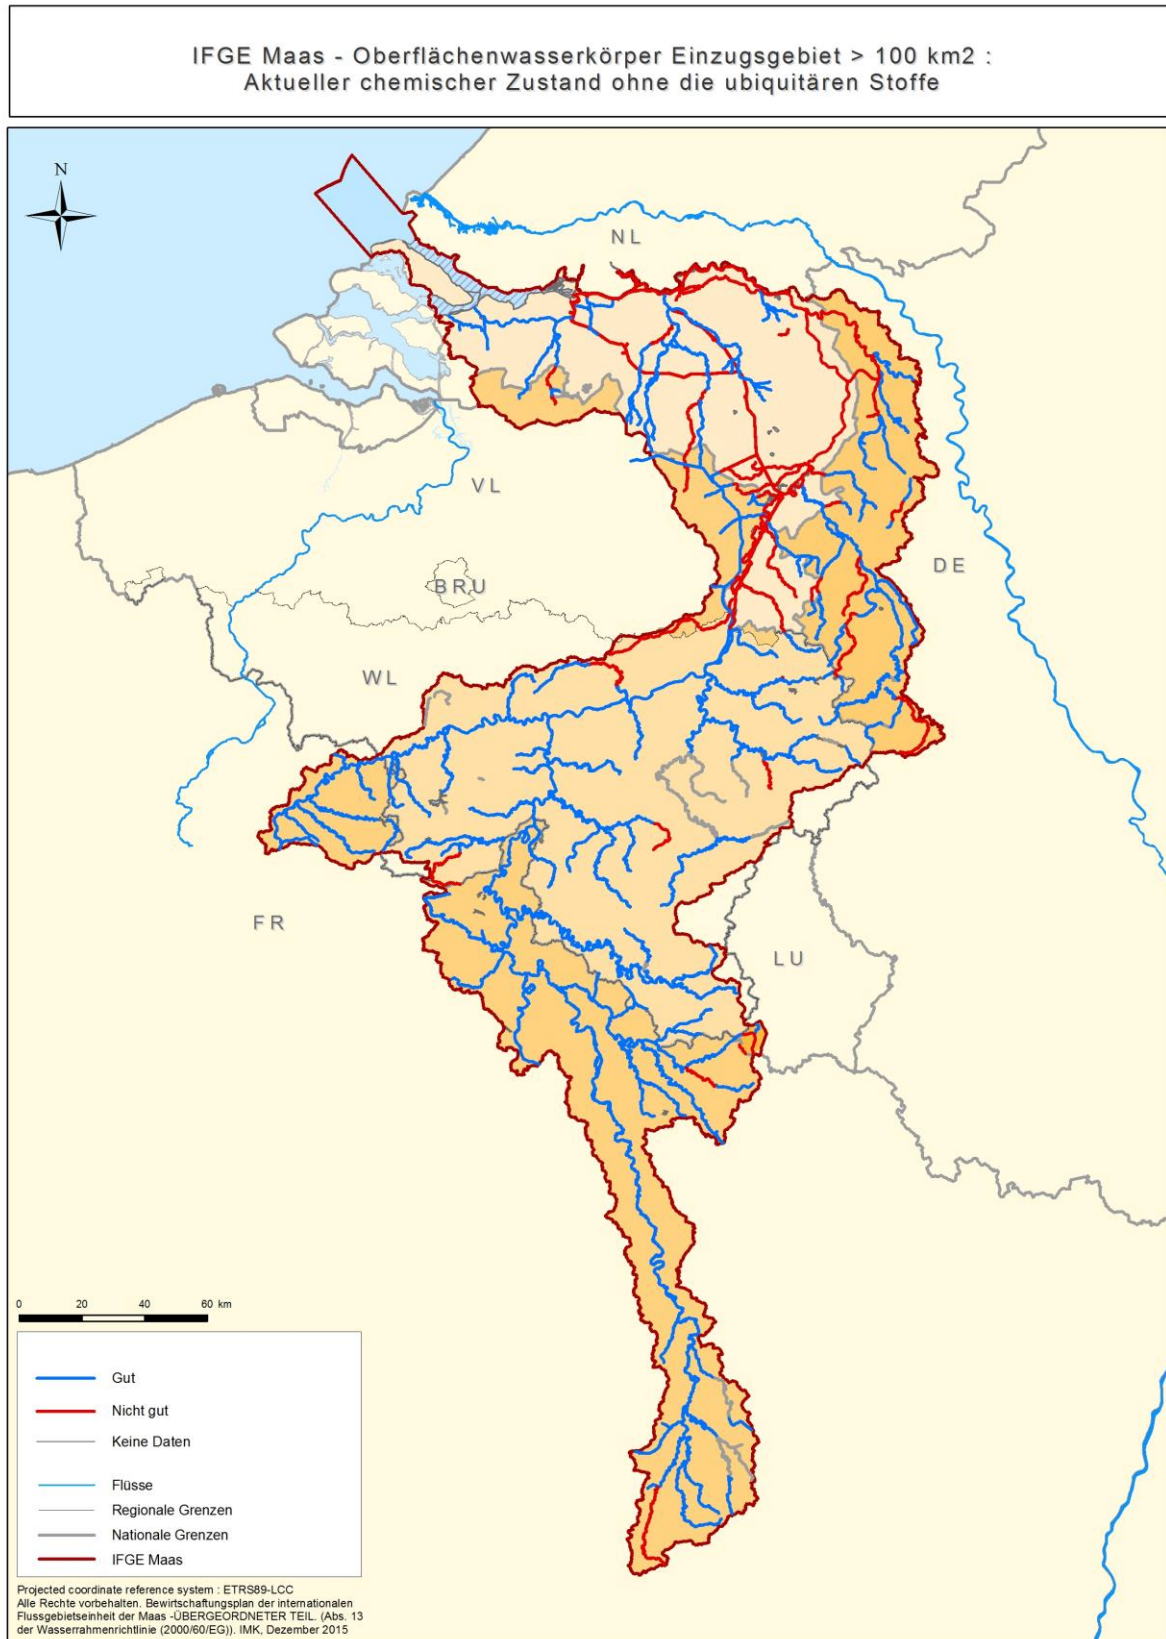 IFGE Maas - Oberflächenwasserkörper Einzugsgebiet > 100 km2 :
Aktueller chemischer Zustand ohne die ubiquitären Stoffe
N
NL
VL
BRU
DE
WL
FR
LU
0 20 40 60 km
Gut
Nicht gut
Keine Daten
Flüsse
Regionale Grenzen
Nationale Grenzen
IFGE Maas
Projected coordinate reference system : ETRS89-LCC
Alle Rechte vorbehalten. Bewirtschaftungsplan der internationalen
Flussgebietseinheit der Maas -ÜBERGEORDNETER TEIL. (Abs. 13
der Wasserrahmenrichtlinie (2000/60/EG)). IMK, Dezember 2015